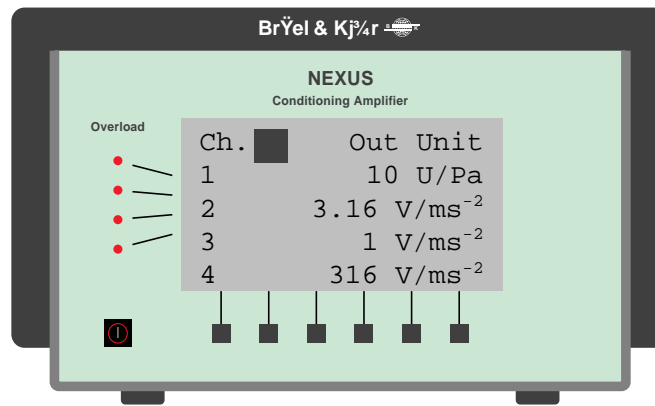 BrŸel & Kj¾r B K
NEXUS
Conditioning Amplifier
Overload
Ch. Out Unit
1 10 U/Pa
2 3.16 V/ms⁻²
3 1 V/ms⁻²
4 316 V/ms⁻²